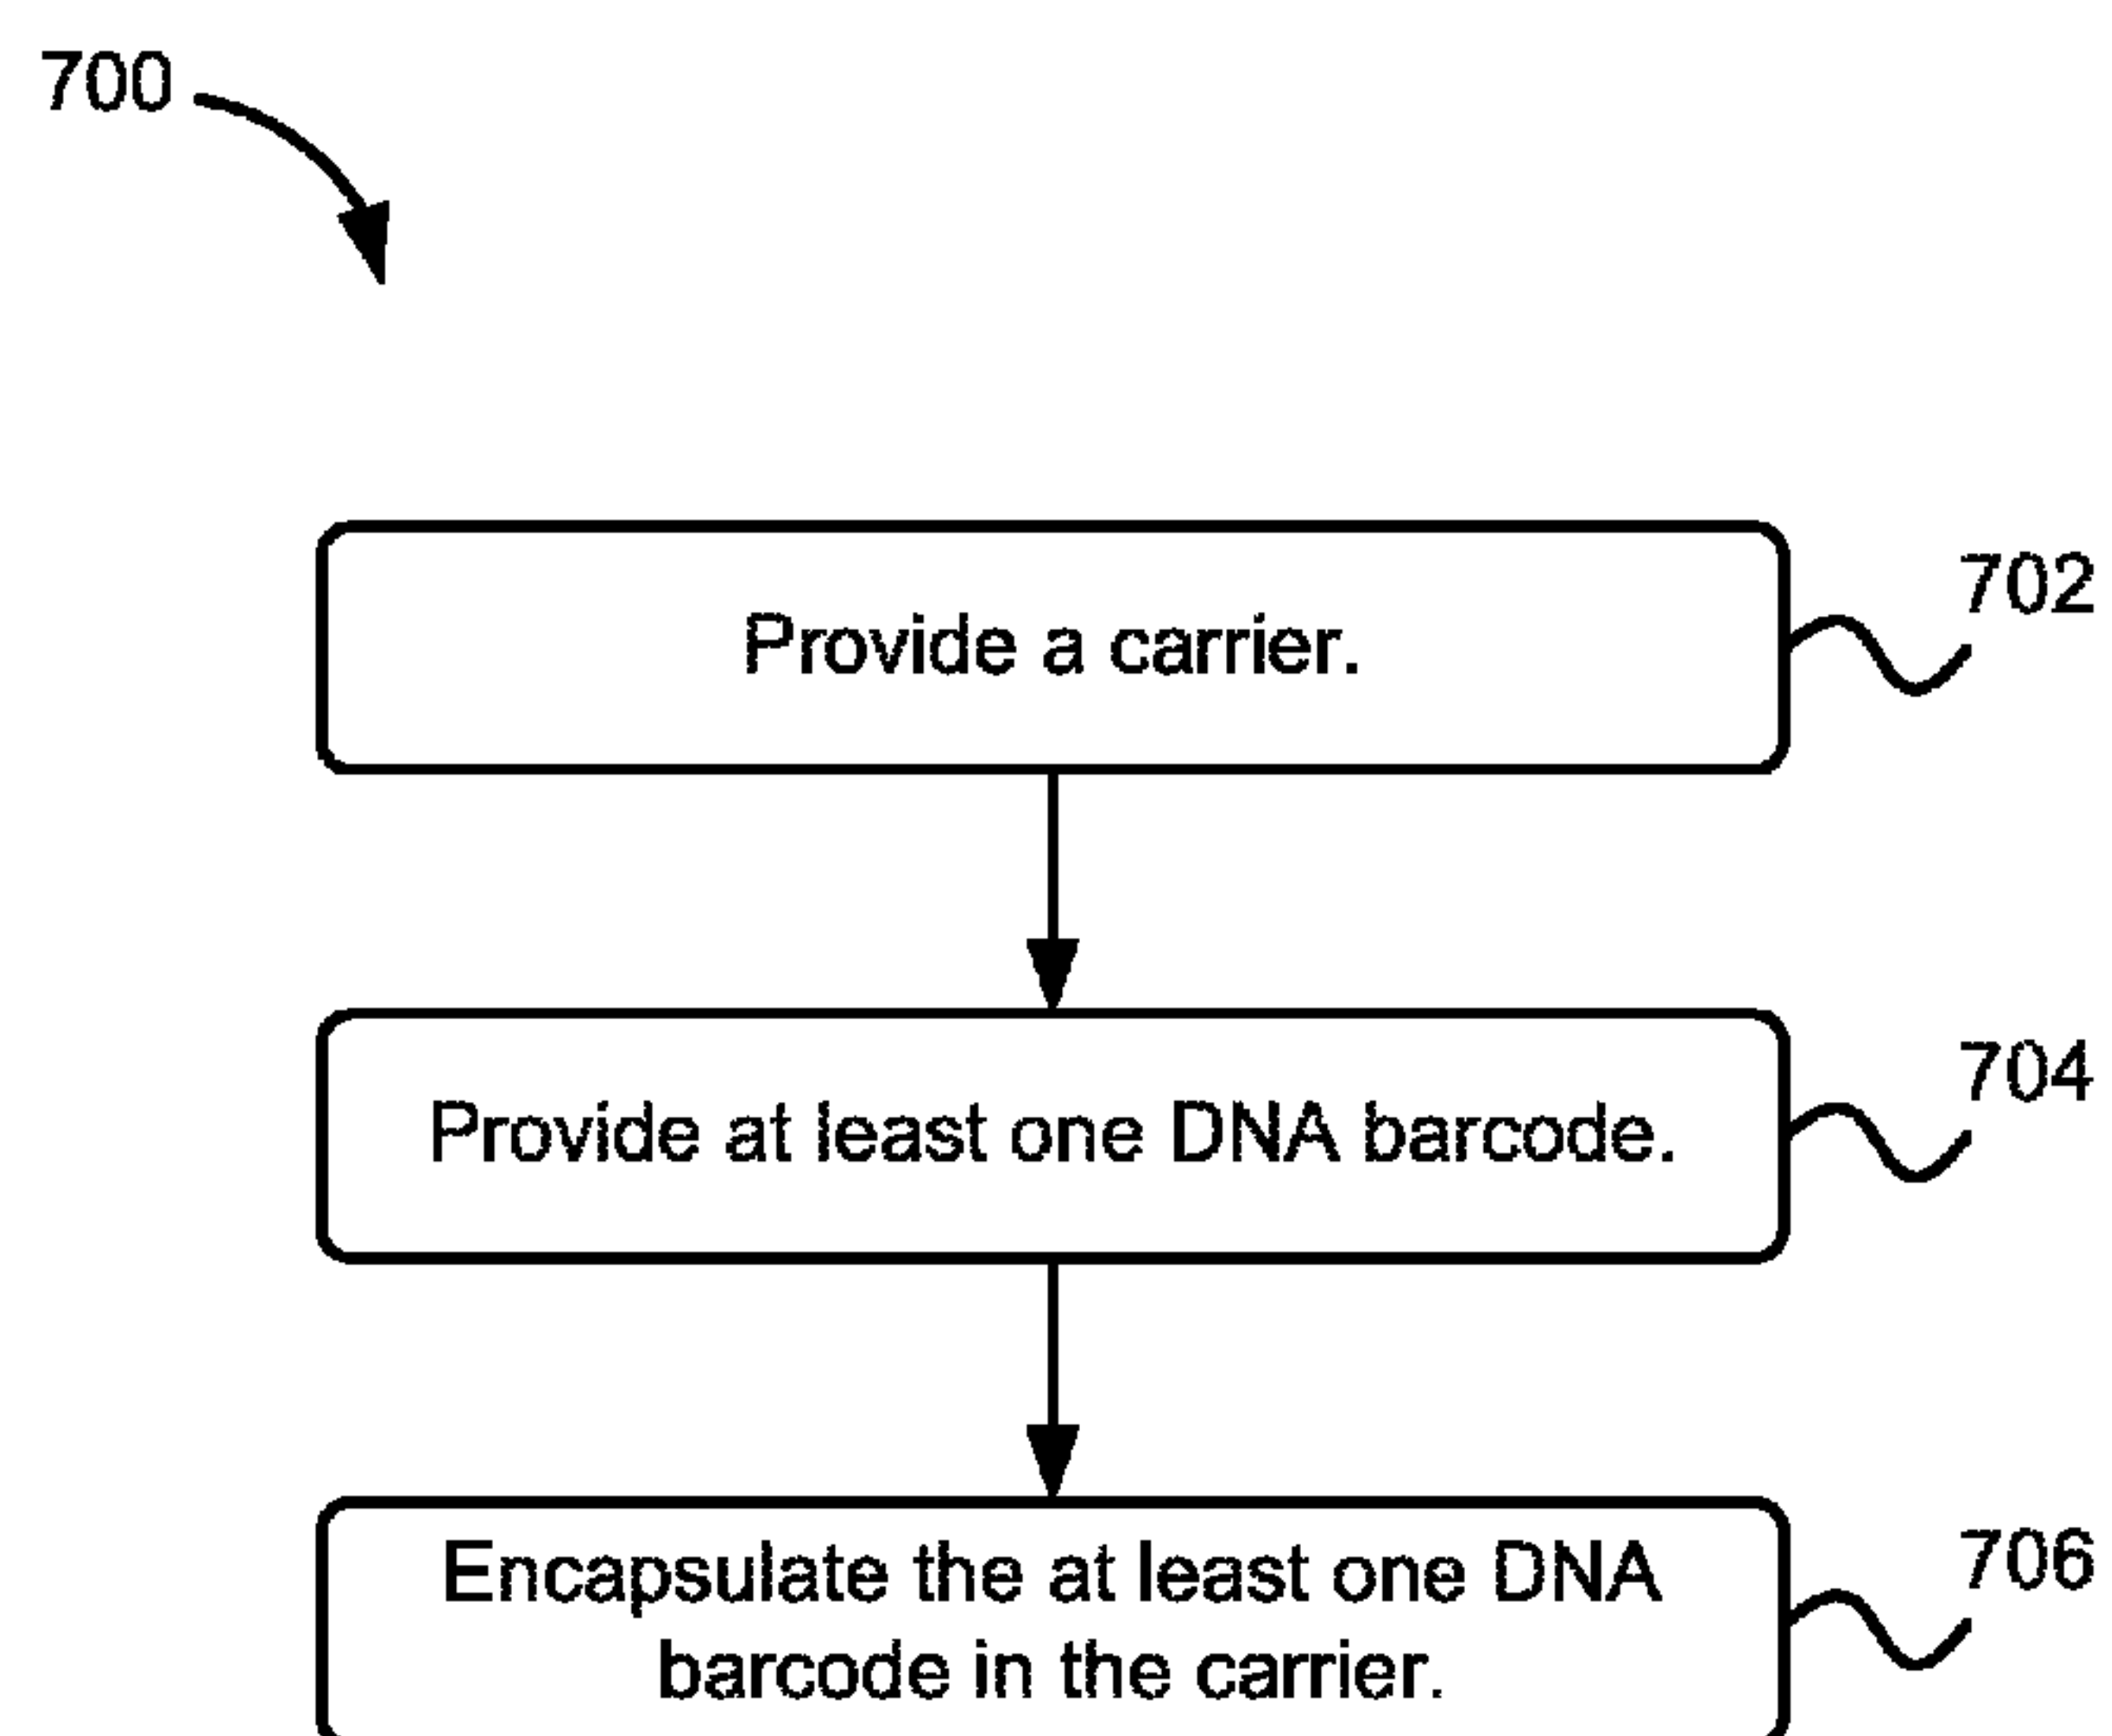 700
702
Provide a carrier.
704
Provide at least one DNA barcode.
706
Encapsulate the at least one DNA
barcode in the carrier.